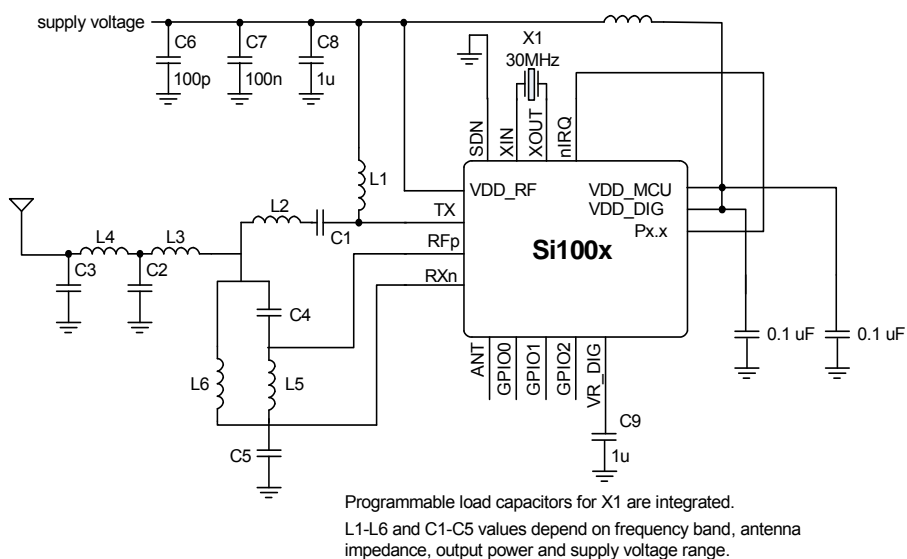 supply voltage
C6
100p
C7
100n
C8
1u
X1
30MHz
SDN
XIN
XOUT
nIRQ
L1
VDD_RF
VDD_MCU
VDD_DIG
Px.x
TX
RFp
RXn
Si100x
L2
C1
L4
L3
C3
C2
C4
L6
L5
C5
ANT
GPIO0
GPIO1
GPIO2
VR_DIG
C9
1u
0.1 uF
0.1 uF
Programmable load capacitors for X1 are integrated.
L1-L6 and C1-C5 values depend on frequency band, antenna
impedance, output power and supply voltage range.